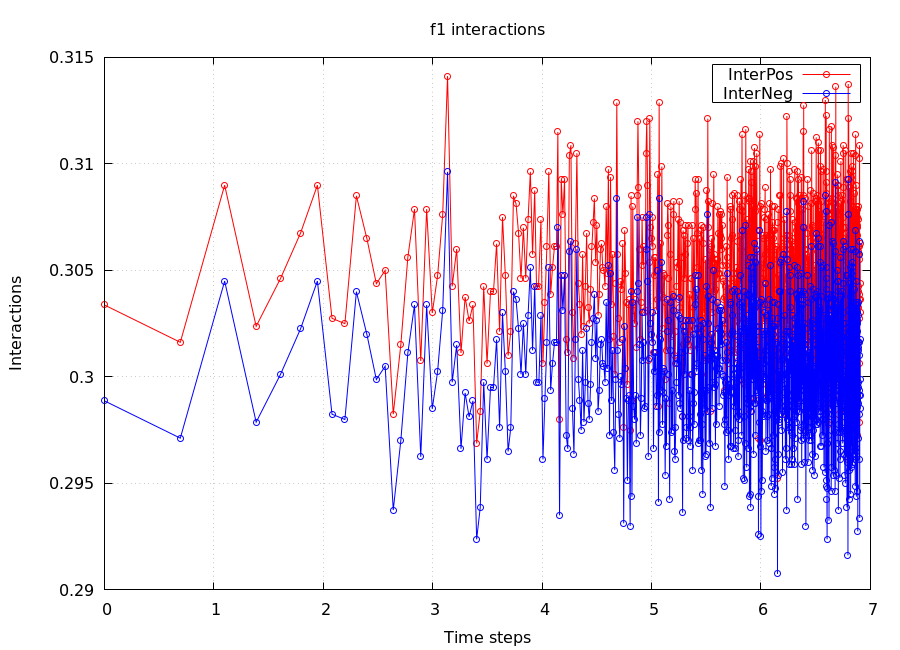 f1 interactions
0.315
InterPos
InterNeg
0.31
0.305
Interactions
0.3
0.295
0.29
0 1 2 3 4 5 6 7
Time steps